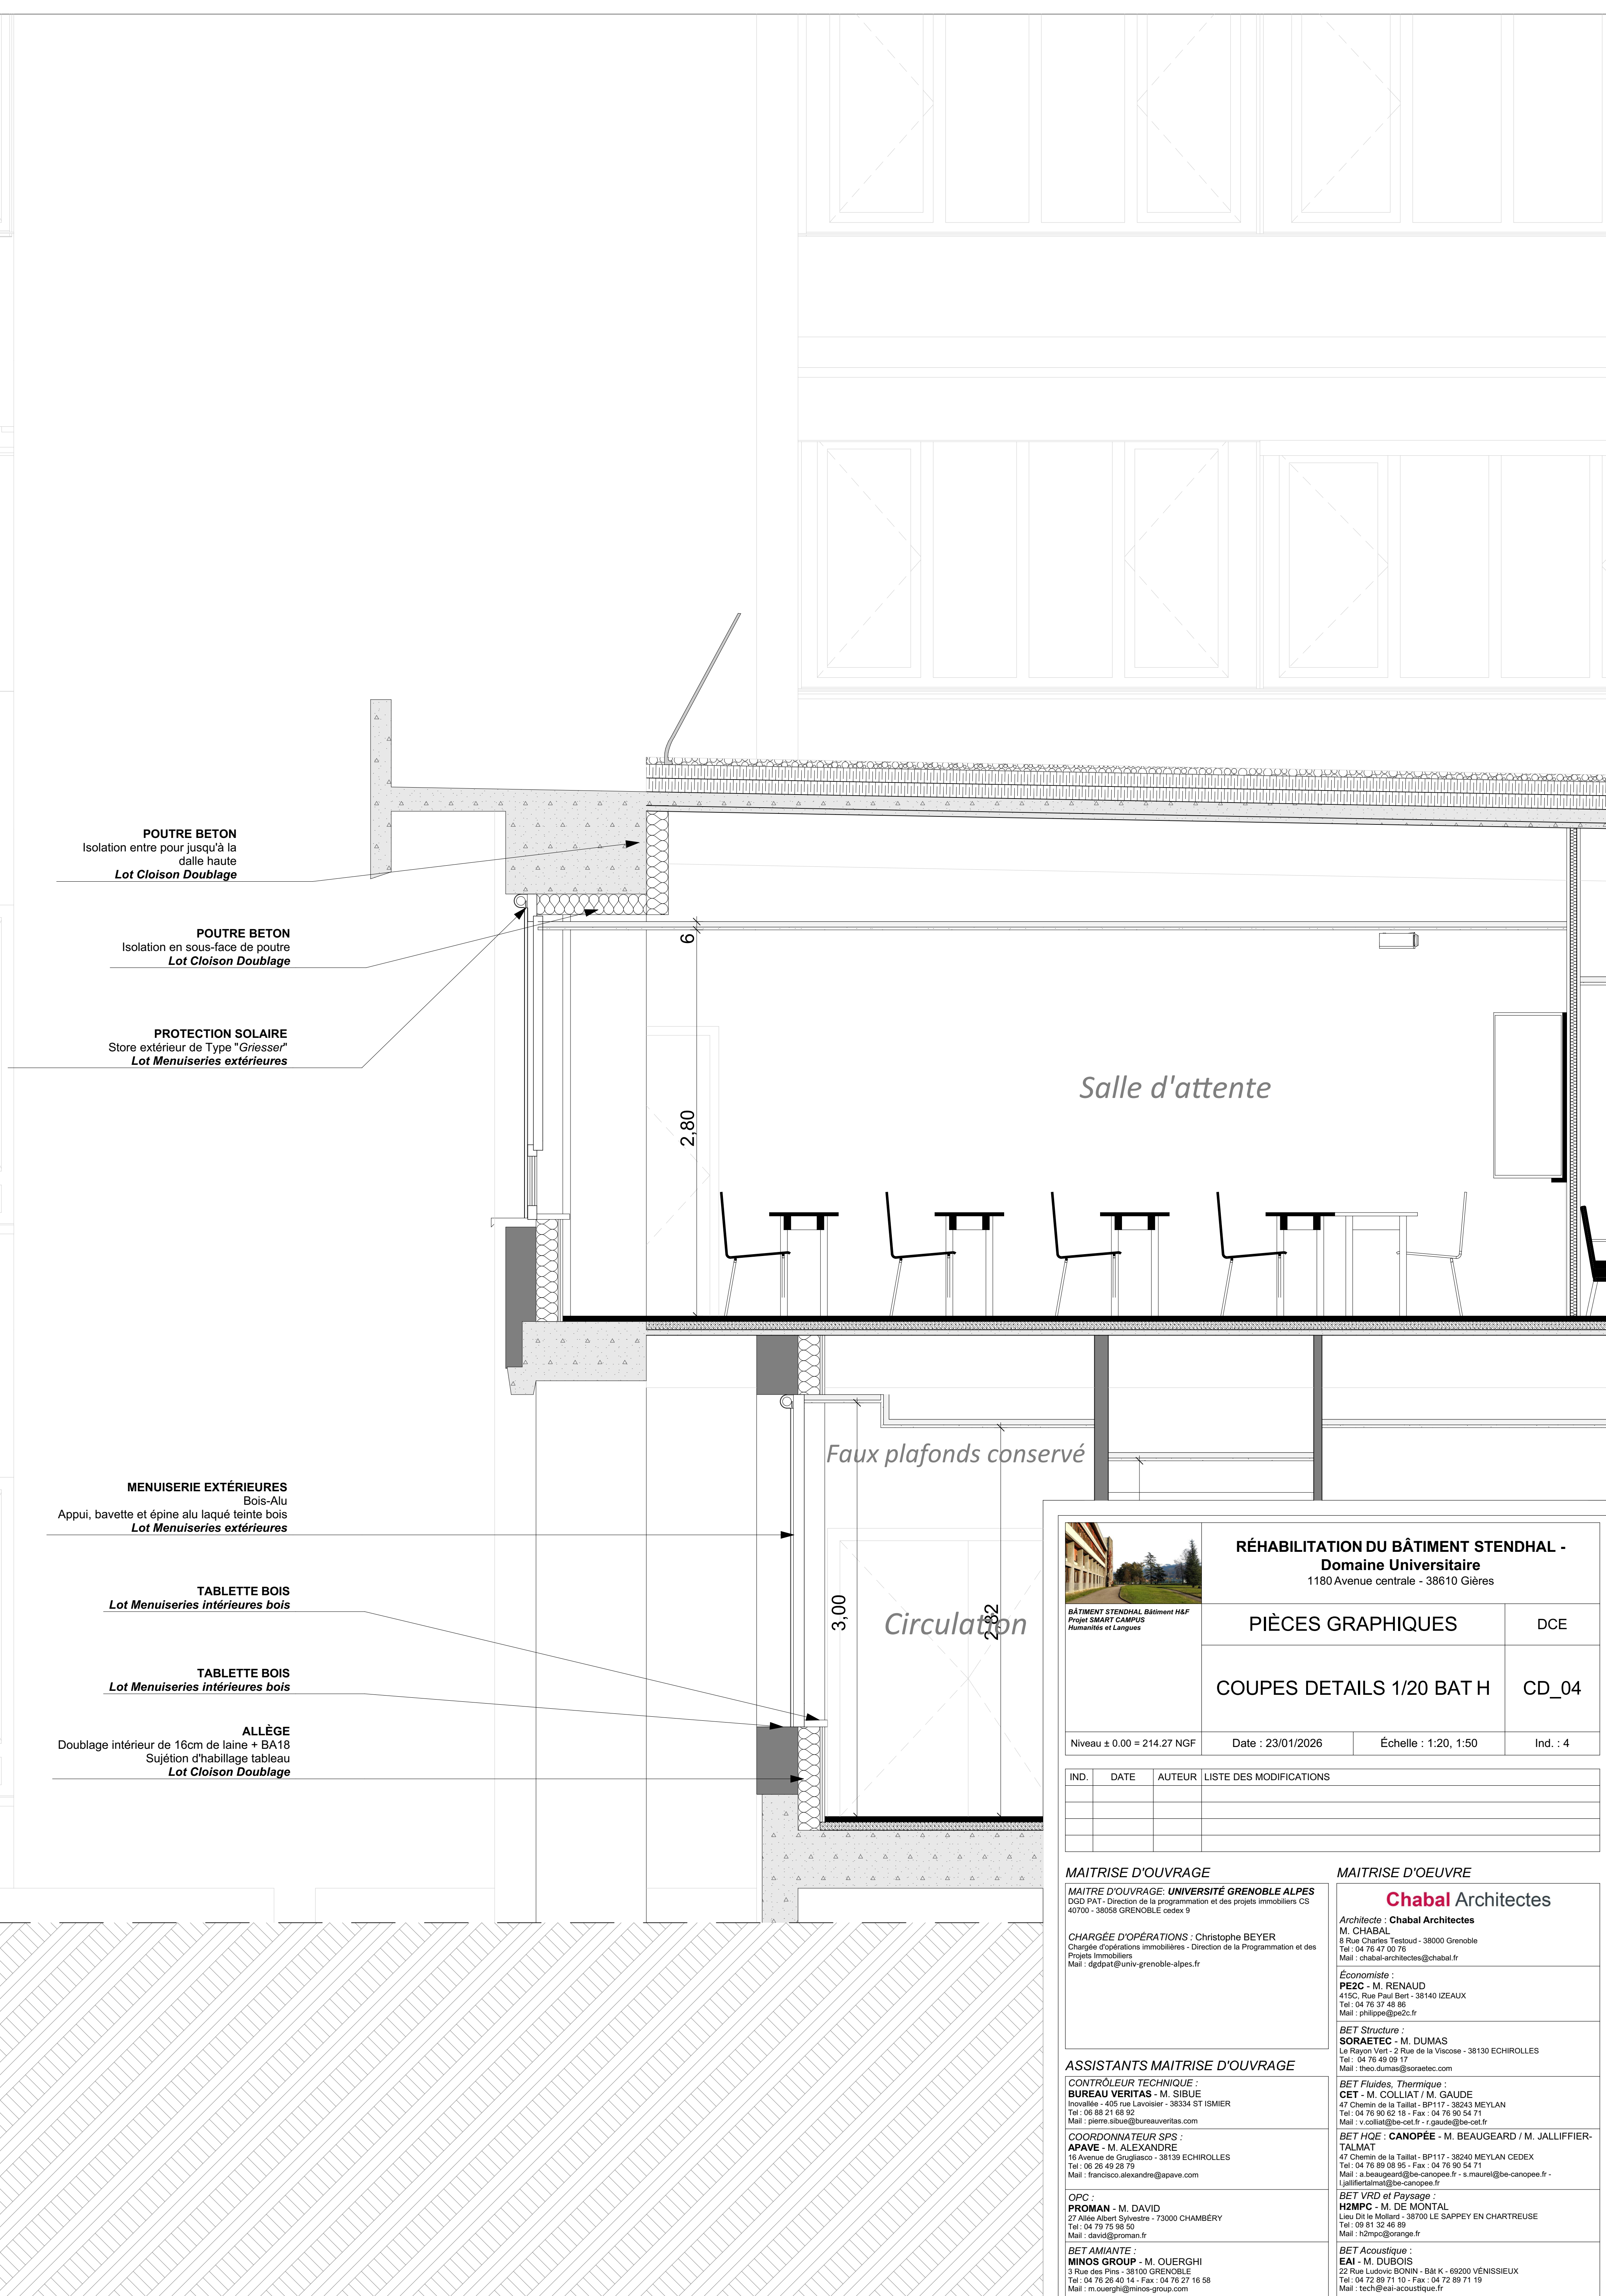 POUTRE BETON
Isolation entre pour jusqu'à la
dalle haute
Lot Cloison Doublage
POUTRE BETON
Isolation en sous-face de poutre
Lot Cloison Doublage
PROTECTION SOLAIRE
Store extérieur de Type "Griesser"
Lot Menuiseries extérieures
6
2,80
Salle d'attente
Faux plafonds conservé
MENUISERIE EXTÉRIEURES
Bois-Alu
Appui, bavette et épine alu laqué teinte bois
Lot Menuiseries extérieures
TABLETTE BOIS
Lot Menuiseries intérieures bois
TABLETTE BOIS
Lot Menuiseries intérieures bois
ALLÈGE
Doublage intérieur de 16cm de laine + BA18
Sujétion d'habillage tableau
Lot Cloison Doublage
3,00
Circulation
2,82
RÉHABILITATION DU BÂTIMENT STENDHAL -
Domaine Universitaire
1180 Avenue centrale - 38610 Gières
BÂTIMENT STENDHAL Bâtiment H&F
Projet SMART CAMPUS
Humanités et Langues
PIÈCES GRAPHIQUES
DCE
COUPES DETAILS 1/20 BAT H
CD_04
Niveau ± 0.00 = 214.27 NGF
Date : 23/01/2026
Échelle : 1:20, 1:50
Ind. : 4
IND. DATE AUTEUR LISTE DES MODIFICATIONS
MAITRISE D'OUVRAGE
MAITRE D'OUVRAGE: UNIVERSITÉ GRENOBLE ALPES
DGD PAT - Direction de la programmation et des projets immobiliers CS
40700 - 38058 GRENOBLE cedex 9
CHARGÉE D'OPÉRATIONS : Christophe BEYER
Chargée d'opérations immobilières - Direction de la Programmation et des
Projets Immobiliers
Mail : dgdpat@univ-grenoble-alpes.fr
ASSISTANTS MAITRISE D'OUVRAGE
CONTRÔLEUR TECHNIQUE :
BUREAU VERITAS - M. SIBUE
Inovallée - 405 rue Lavoisier - 38334 ST ISMIER
Tel : 06 88 21 68 92
Mail : pierre.sibue@bureauveritas.com
COORDONNATEUR SPS :
APAVE - M. ALEXANDRE
16 Avenue de Grugliasco - 38139 ECHIROLLES
Tel : 06 26 49 28 79
Mail : francisco.alexandre@apave.com
OPC :
PROMAN - M. DAVID
27 Allée Albert Sylvestre - 73000 CHAMBÉRY
Tel : 04 79 75 98 50
Mail : david@proman.fr
BET AMIANTE :
MINOS GROUP - M. OUERGHI
3 Rue des Pins - 38100 GRENOBLE
Tel : 04 76 26 40 14 - Fax : 04 76 27 16 58
Mail : m.ouerghi@minos-group.com
MAITRISE D'OEUVRE
Chabal Architectes
Architecte : Chabal Architectes
M. CHABAL
8 Rue Charles Testoud - 38000 Grenoble
Tel : 04 76 47 00 76
Mail : chabal-architectes@chabal.fr
Économiste :
PE2C - M. RENAUD
415C, Rue Paul Bert - 38140 IZEAUX
Tel : 04 76 37 48 86
Mail : philippe@pe2c.fr
BET Structure :
SORAETEC - M. DUMAS
Le Rayon Vert - 2 Rue de la Viscose - 38130 ECHIROLLES
Tel : 04 76 49 09 17
Mail : theo.dumas@soraetec.com
BET Fluides, Thermique :
CET - M. COLLIAT / M. GAUDE
47 Chemin de la Taillat - BP117 - 38243 MEYLAN
Tel : 04 76 90 62 18 - Fax : 04 76 90 54 71
Mail : v.colliat@be-cet.fr - r.gaude@be-cet.fr
BET HQE : CANOPÉE - M. BEAUGEARD / M. JALLIFFIER-
TALMAT
47 Chemin de la Taillat - BP117 - 38240 MEYLAN CEDEX
Tel : 04 76 89 08 95 - Fax : 04 76 90 54 71
Mail : a.beaugeard@be-canopee.fr - s.maurel@be-canopee.fr -
l.jallifiertalmat@be-canopee.fr
BET VRD et Paysage :
H2MPC - M. DE MONTAL
Lieu Dit le Mollard - 38700 LE SAPPEY EN CHARTREUSE
Tel : 09 81 32 46 89
Mail : h2mpc@orange.fr
BET Acoustique :
EAI - M. DUBOIS
22 Rue Ludovic BONIN - Bât K - 69200 VÉNISSIEUX
Tel : 04 72 89 71 10 - Fax : 04 72 89 71 19
Mail : tech@eai-acoustique.fr